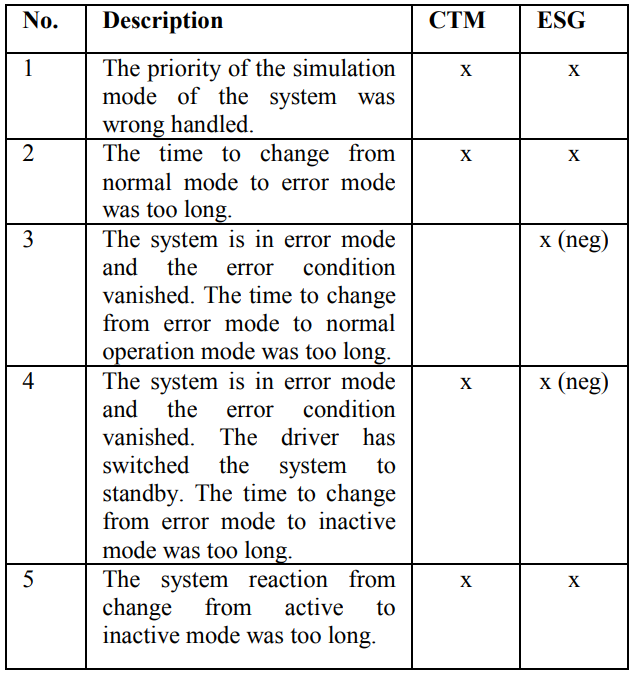 No. Description CTM ESG
1 The priority of the simulation x x
mode of the system was
wrong handled.
2 The time to change from x x
normal mode to error mode
was too long.
3 The system is in error mode x (neg)
and the error condition
vanished. The time to change
from error mode to normal
operation mode was too long.
4 The system is in error mode x x (neg)
and the error condition
vanished. The driver has
switched the system to
standby. The time to change
from error mode to inactive
mode was too long.
5 The system reaction from x x
change from active to
inactive mode was too long.